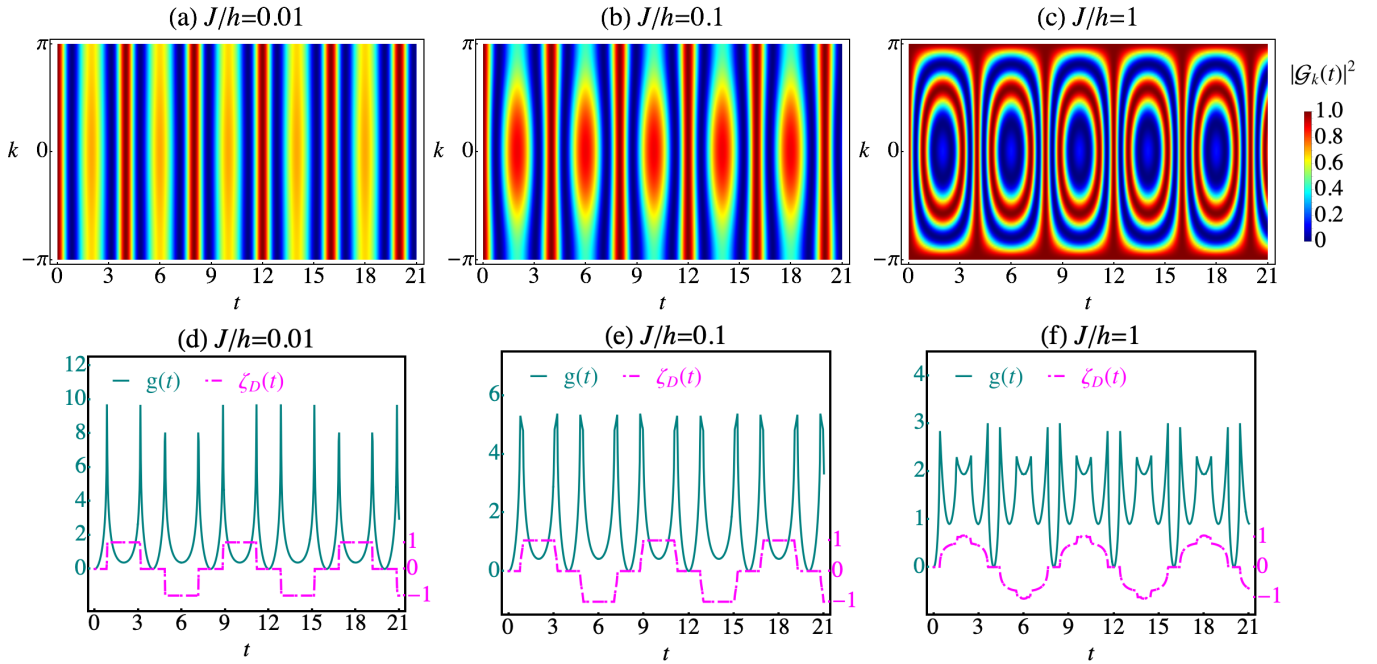 (a) J/h=0.01
(b) J/h=0.1
(c) J/h=1
π
k
0
−π
0 3 6 9 12 15 18 21
t
π
k
0
−π
0 3 6 9 12 15 18 21
t
π
k
0
−π
0 3 6 9 12 15 18 21
t
|𝒢ₖ(t)|²
1.0
0.8
0.6
0.4
0.2
0
(d) J/h=0.01
g(t) ζ_D(t)
12
10
8
6
4
2
0
1
0
−1
0 3 6 9 12 15 18 21
t
(e) J/h=0.1
g(t) ζ_D(t)
6
4
2
0
1
0
−1
0 3 6 9 12 15 18 21
t
(f) J/h=1
g(t) ζ_D(t)
4
3
2
1
0
1
0
−1
0 3 6 9 12 15 18 21
t